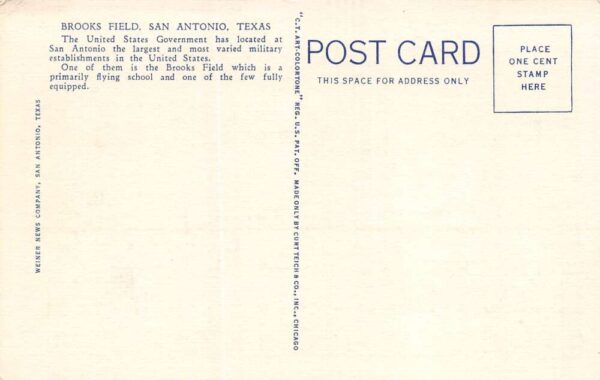 BROOKS FIELD, SAN ANTONIO, TEXAS
The United States Government has located at
San Antonio the largest and most varied military
establishments in the United States.
One of them is the Brooks Field which is a
primarily flying school and one of the few fully
equipped.
WEINER NEWS COMPANY, SAN ANTONIO, TEXAS
"C.T. ART-COLORTONE" REG. U.S. PAT. OFF. MADE ONLY BY CURT TEICH & CO., INC., CHICAGO
POST CARD
THIS SPACE FOR ADDRESS ONLY
PLACE
ONE CENT
STAMP
HERE